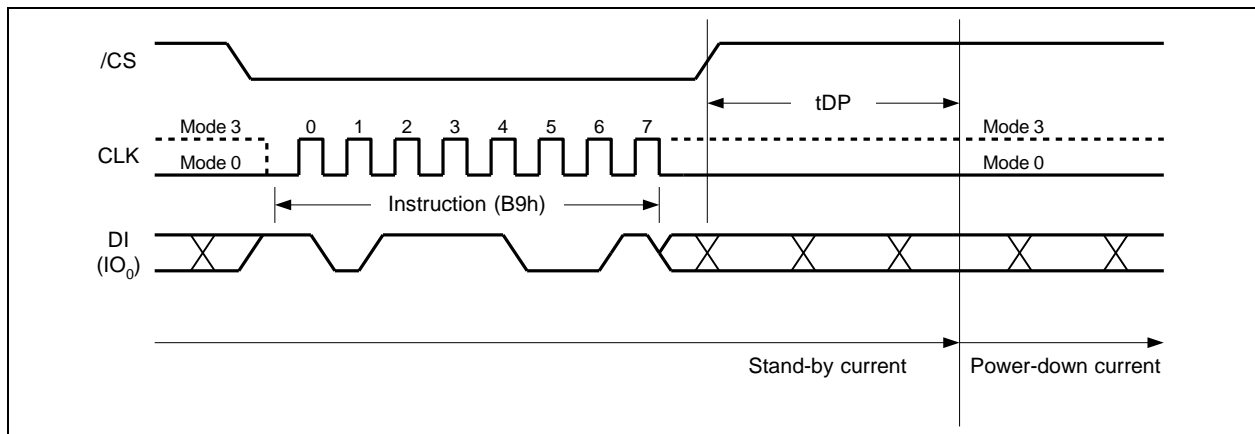 /CS
tDP
Mode 3 0 1 2 3 4 5 6 7 Mode 3
CLK
Mode 0 Mode 0
Instruction (B9h)
DI
(IO0)
Stand-by current Power-down current